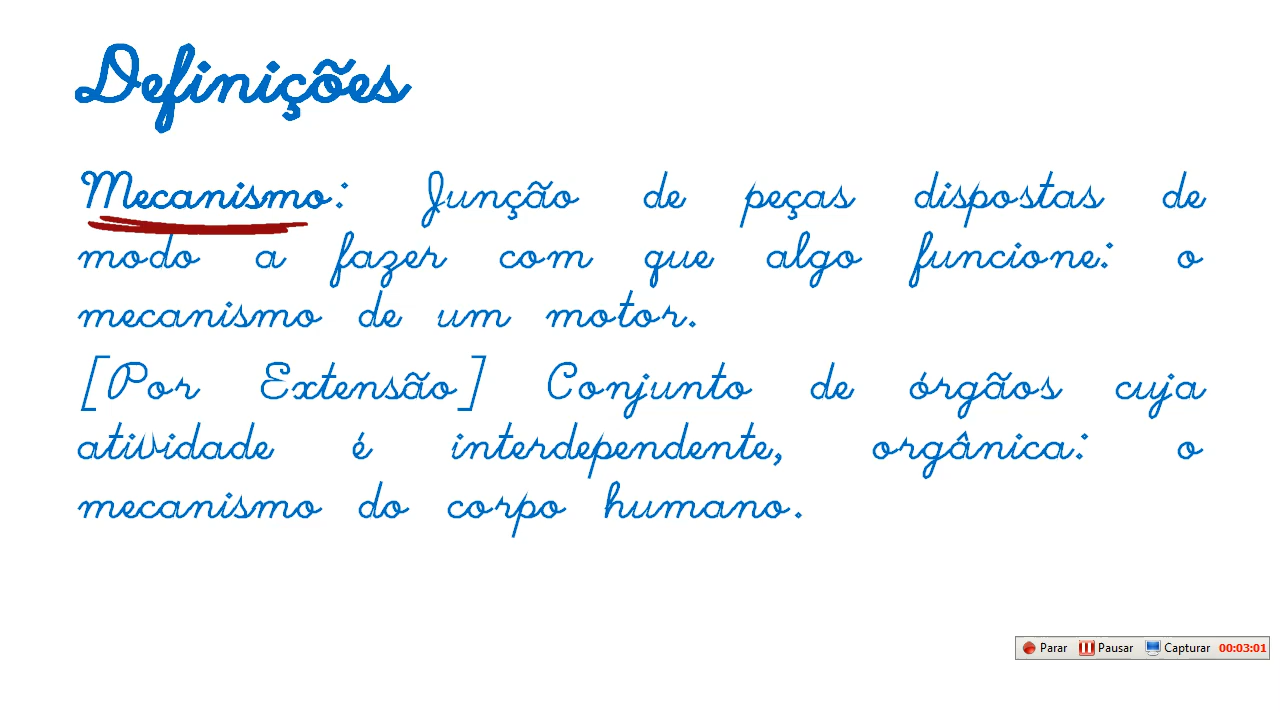 Definições
Mecanismo: Junção de peças dispostas de
modo a fazer com que algo funcione: o
mecanismo de um motor.
[Por Extensão] Conjunto de órgãos cuja
atividade é interdependente, orgânica: o
mecanismo do corpo humano.
Parar Pausar Capturar 00:03:01